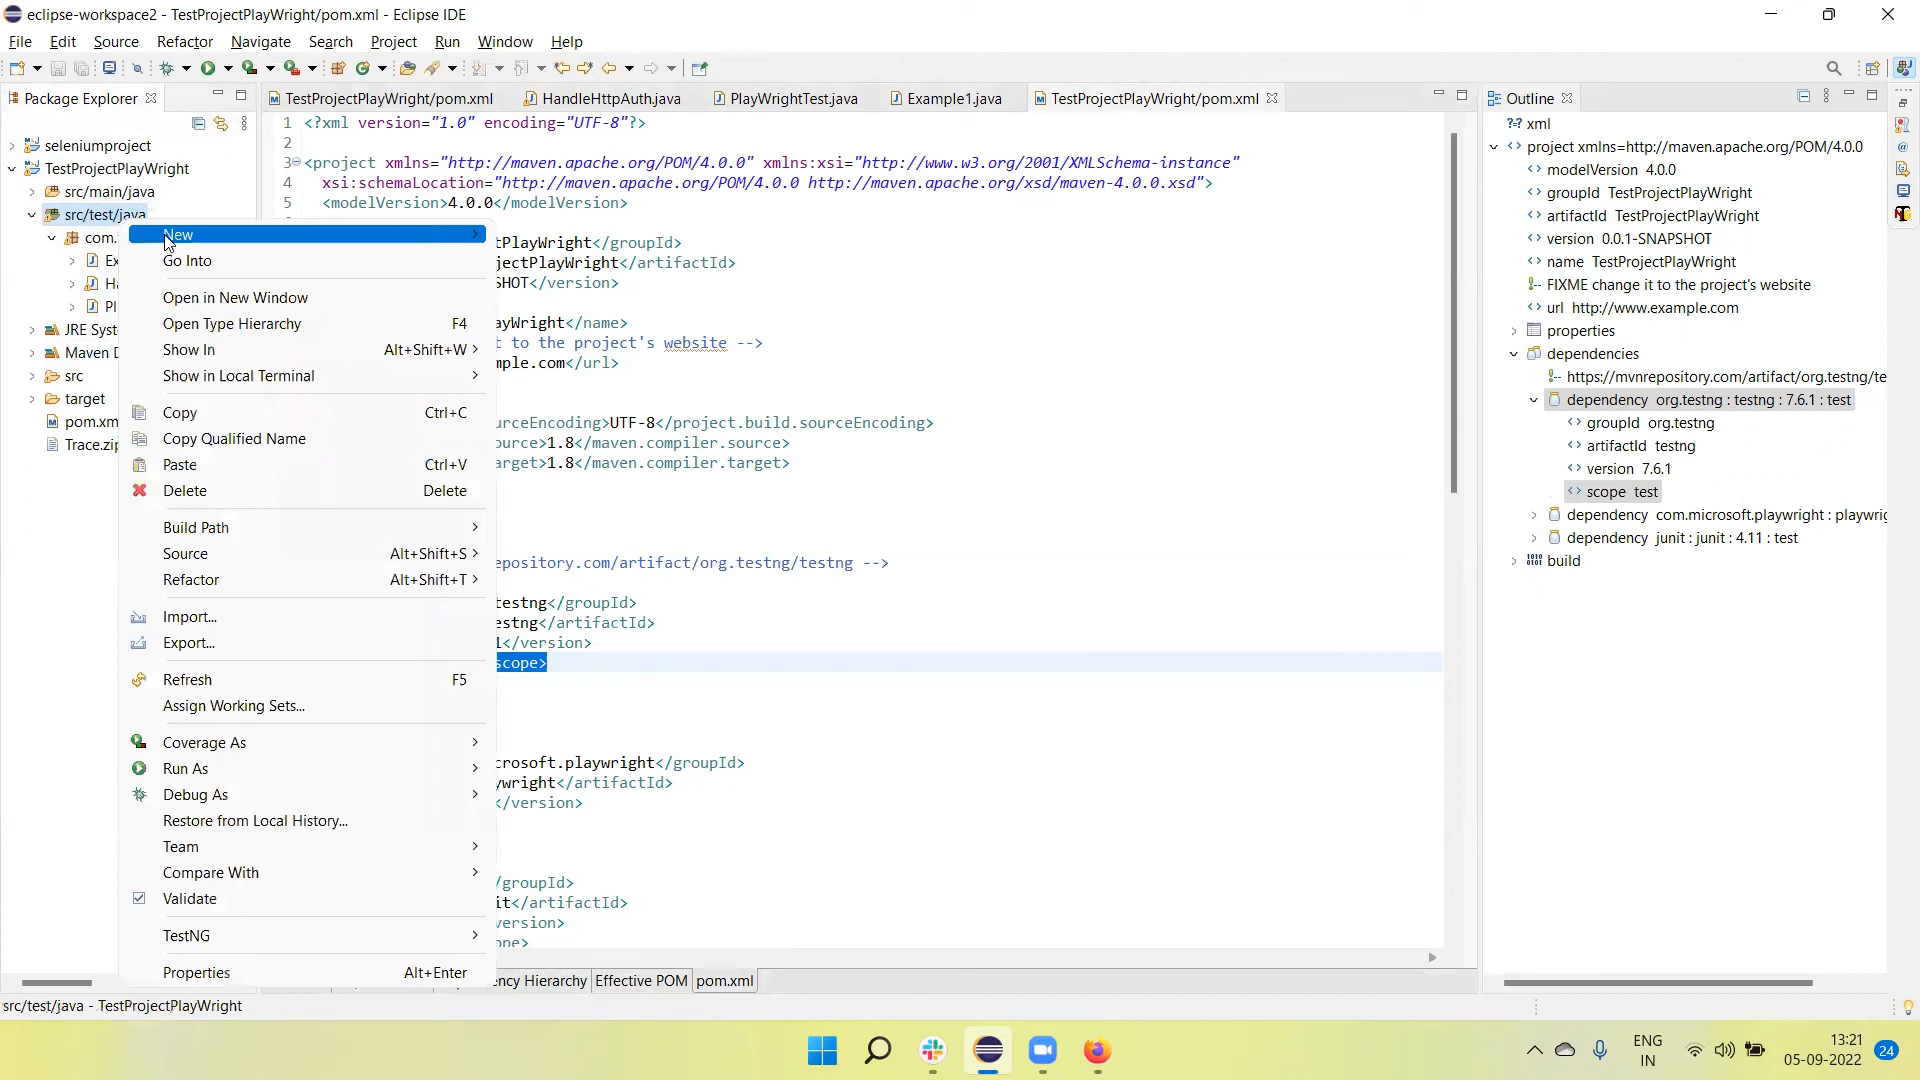 eclipse-workspace2 - TestProjectPlayWright/pom.xml - Eclipse IDE
File Edit Source Refactor Navigate Search Project Run Window Help
Package Explorer
TestProjectPlayWright/pom.xml HandleHttpAuth.java PlayWrightTest.java Example1.java TestProjectPlayWright/pom.xml
Outline
seleniumproject
TestProjectPlayWright
src/main/java
src/test/java
com.
Ex
Ha
Pl
JRE Syst
Maven D
src
target
pom.xm
Trace.zip
New
Go Into
Open in New Window
Open Type Hierarchy F4
Show In Alt+Shift+W
Show in Local Terminal
Copy Ctrl+C
Copy Qualified Name
Paste Ctrl+V
Delete Delete
Build Path
Source Alt+Shift+S
Refactor Alt+Shift+T
Import...
Export...
Refresh F5
Assign Working Sets...
Coverage As
Run As
Debug As
Restore from Local History...
Team
Compare With
Validate
TestNG
Properties Alt+Enter
1 <?xml version="1.0" encoding="UTF-8"?>
2
3 <project xmlns="http://maven.apache.org/POM/4.0.0" xmlns:xsi="http://www.w3.org/2001/XMLSchema-instance"
4 xsi:schemaLocation="http://maven.apache.org/POM/4.0.0 http://maven.apache.org/xsd/maven-4.0.0.xsd">
5 <modelVersion>4.0.0</modelVersion>
tPlayWright</groupId>
jectPlayWright</artifactId>
SHOT</version>
ayWright</name>
t to the project's website -->
mple.com</url>
urceEncoding>UTF-8</project.build.sourceEncoding>
ource>1.8</maven.compiler.source>
arget>1.8</maven.compiler.target>
epository.com/artifact/org.testng/testng -->
testng</groupId>
estng</artifactId>
1</version>
scope>
crosoft.playwright</groupId>
ywright</artifactId>
</version>
/groupId>
it</artifactId>
version>
ope>
ency Hierarchy Effective POM pom.xml
xml
project xmlns=http://maven.apache.org/POM/4.0.0
modelVersion 4.0.0
groupId TestProjectPlayWright
artifactId TestProjectPlayWright
version 0.0.1-SNAPSHOT
name TestProjectPlayWright
FIXME change it to the project's website
url http://www.example.com
properties
dependencies
https://mvnrepository.com/artifact/org.testng/te
dependency org.testng : testng : 7.6.1 : test
groupId org.testng
artifactId testng
version 7.6.1
scope test
dependency com.microsoft.playwright : playwrig
dependency junit : junit : 4.11 : test
build
src/test/java - TestProjectPlayWright
ENG
IN
13:21
05-09-2022
24